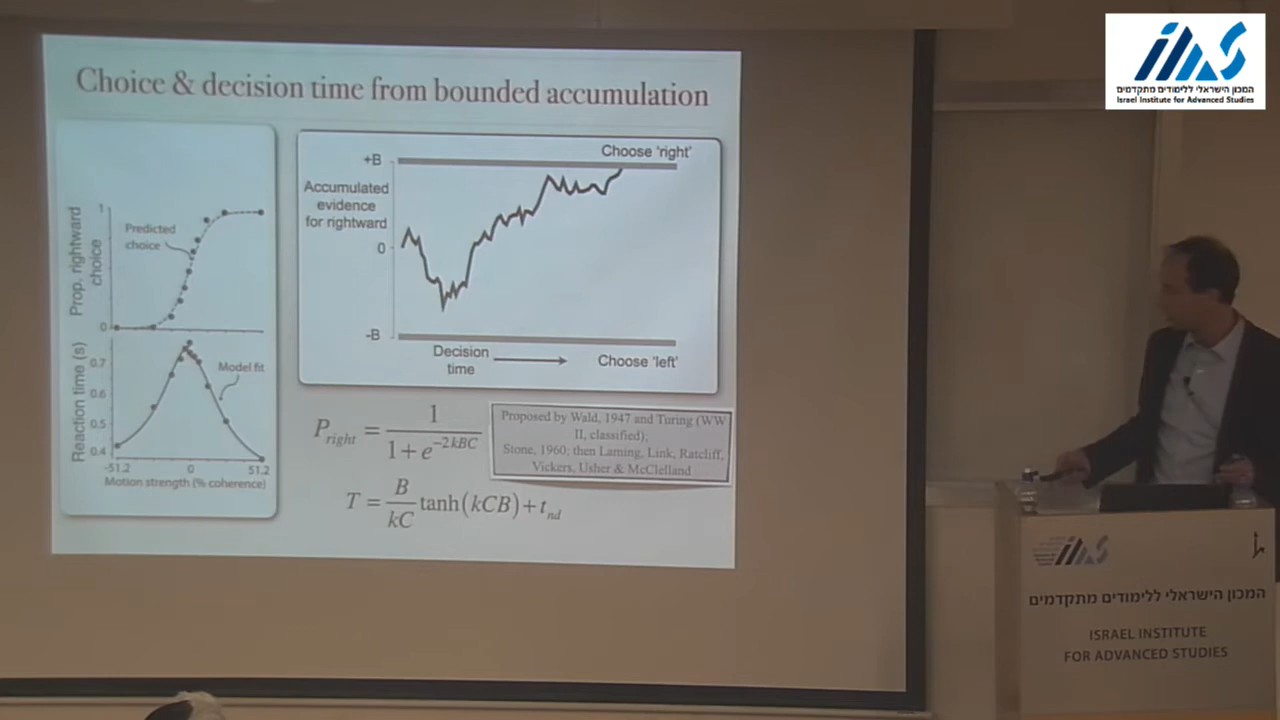 Choice & decision time from bounded accumulation
Prop. rightward
choice
1
0
Predicted
choice
Reaction time (s)
0.7
0.6
0.5
0.4
Model fit
-51.2
0
51.2
Motion strength (% coherence)
+B
Accumulated
evidence
for rightward
0
-B
Choose 'right'
Decision
time
Choose 'left'
P_right = 1 / (1 + e^(-2kBC))
Proposed by Wald, 1947 and Turing (WW
II, classified);
Stone, 1960; then Laming, Link, Ratcliff,
Vickers, Usher & McClelland
T = B / kC tanh(kCB) + t_nd
ias
המכון הישראלי ללימודים מתקדמים
Israel Institute for Advanced Studies
ias
המכון הישראלי ללימודים מתקדמים
ISRAEL INSTITUTE
FOR ADVANCED STUDIES